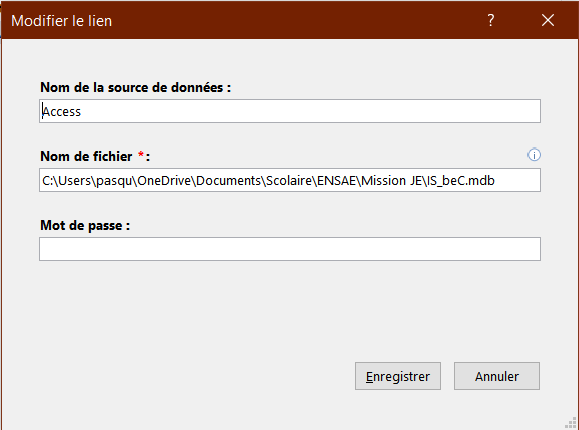 Modifier le lien
?
Nom de la source de données :
Access
Nom de fichier * :
C:\Users\pasqu\OneDrive\Documents\Scolaire\ENSAE\Mission JE\IS_beC.mdb
Mot de passe :
Enregistrer
Annuler